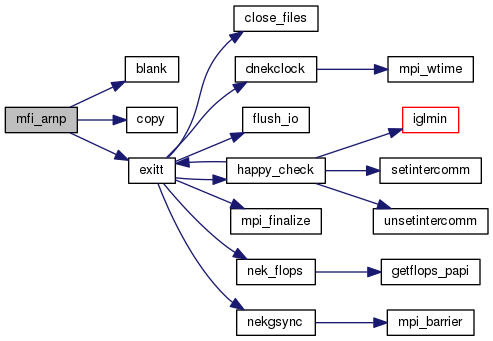 mfi_arnp
blank
copy
exitt
close_files
dnekclock
mpi_wtime
flush_io
happy_check
iglmin
setintercomm
unsetintercomm
mpi_finalize
nek_flops
getflops_papi
nekgsync
mpi_barrier